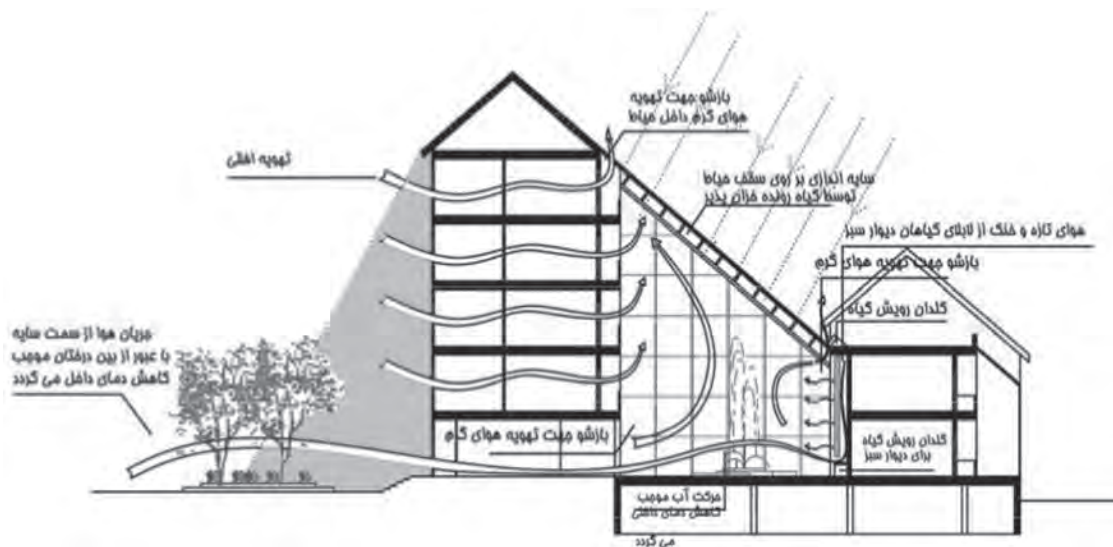 بازشو جهت تهویه
هوای گرم داخل حیاط
تهویه افقی
سایه اندازی بر روی سقف حیاط
توسط گیاه رونده خزان پذیر
هوای تازه و خنک از لابلای گیاهان دیوار سبز
بازشو جهت تهویه هوای گرم
گلدان رویش گیاه
جریان هوا از سمت سایه
با عبور از بین درختان موجب
کاهش دمای داخل می گردد
بازشو جهت تهویه هوای گرم
گلدان رویش گیاه
برای دیوار سبز
حرکت آب موجب
کاهش دمای داخلی
می گردد